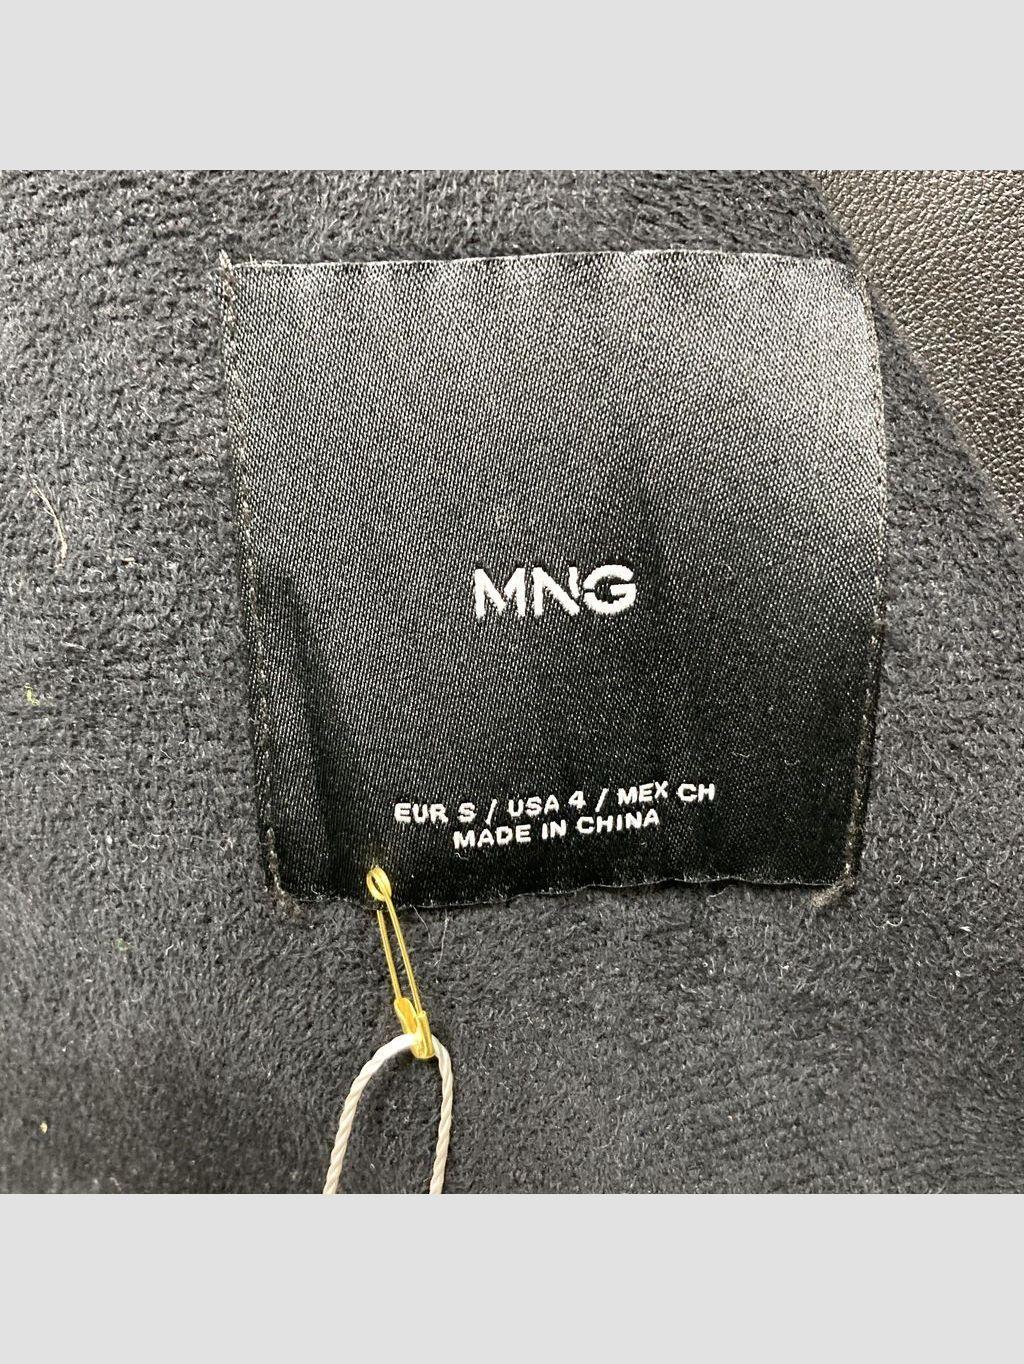 MNG
EUR S / USA 4 / MEX CH
MADE IN CHINA